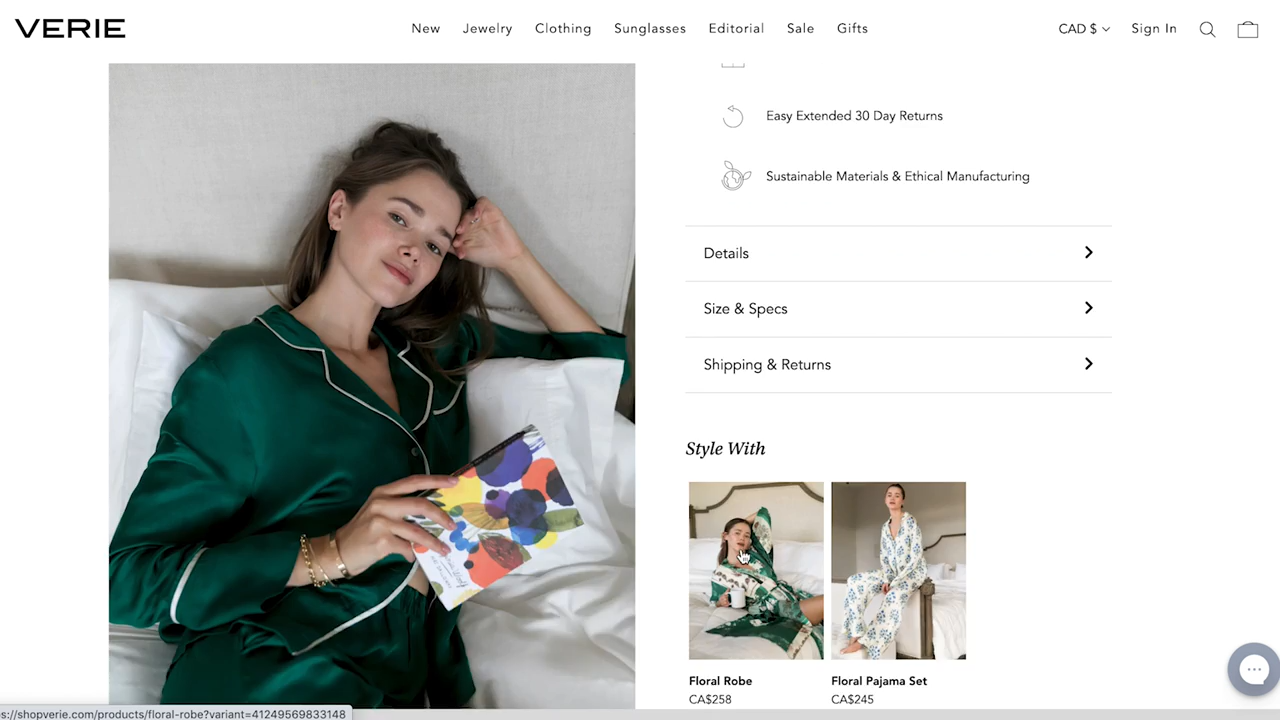 VERIE
New Jewelry Clothing Sunglasses Editorial Sale Gifts
CAD $ Sign In
Easy Extended 30 Day Returns
Sustainable Materials & Ethical Manufacturing
Details
Size & Specs
Shipping & Returns
Style With
Floral Robe
CA$258
Floral Pajama Set
CA$245
s://shopverie.com/products/floral-robe?variant=41249569833148